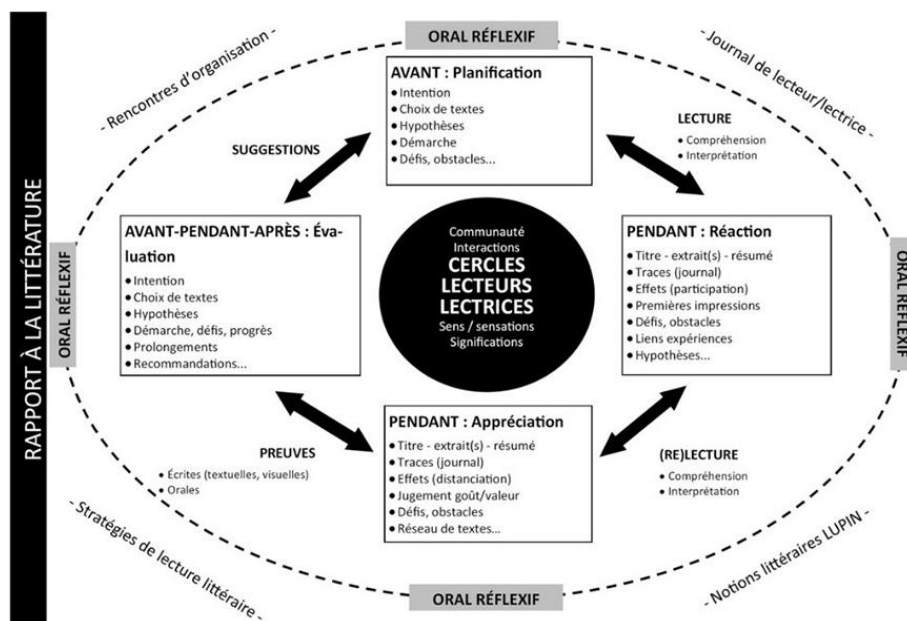 RAPPORT À LA LITTÉRATURE
- Rencontres d'organisation -
ORAL RÉFLEXIF
- Journal de lecteur/lectrice -
AVANT : Planification
• Intention
• Choix de textes
• Hypothèses
• Démarche
• Défis, obstacles...
SUGGESTIONS
LECTURE
• Compréhension
• Interprétation
ORAL RÉFLEXIF
AVANT-PENDANT-APRÈS : Éva-
luation
• Intention
• Choix de textes
• Hypothèses
• Démarche, défis, progrès
• Prolongements
• Recommandations...
Communauté
Interactions
CERCLES
LECTEURS
LECTRICES
Sens / sensations
Significations
PENDANT : Réaction
• Titre - extrait(s) - résumé
• Traces (journal)
• Effets (participation)
• Premières impressions
• Défis, obstacles
• Liens expériences
• Hypothèses...
ORAL RÉFLEXIF
PREUVES
• Écrites (textuelles, visuelles)
• Orales
PENDANT : Appréciation
• Titre - extrait(s) - résumé
• Traces (journal)
• Effets (distanciation)
• Jugement goût/valeur
• Défis, obstacles
• Réseau de textes...
(RE)LECTURE
• Compréhension
• Interprétation
- Stratégies de lecture littéraire -
ORAL RÉFLEXIF
- Notions littéraires LUPIN -